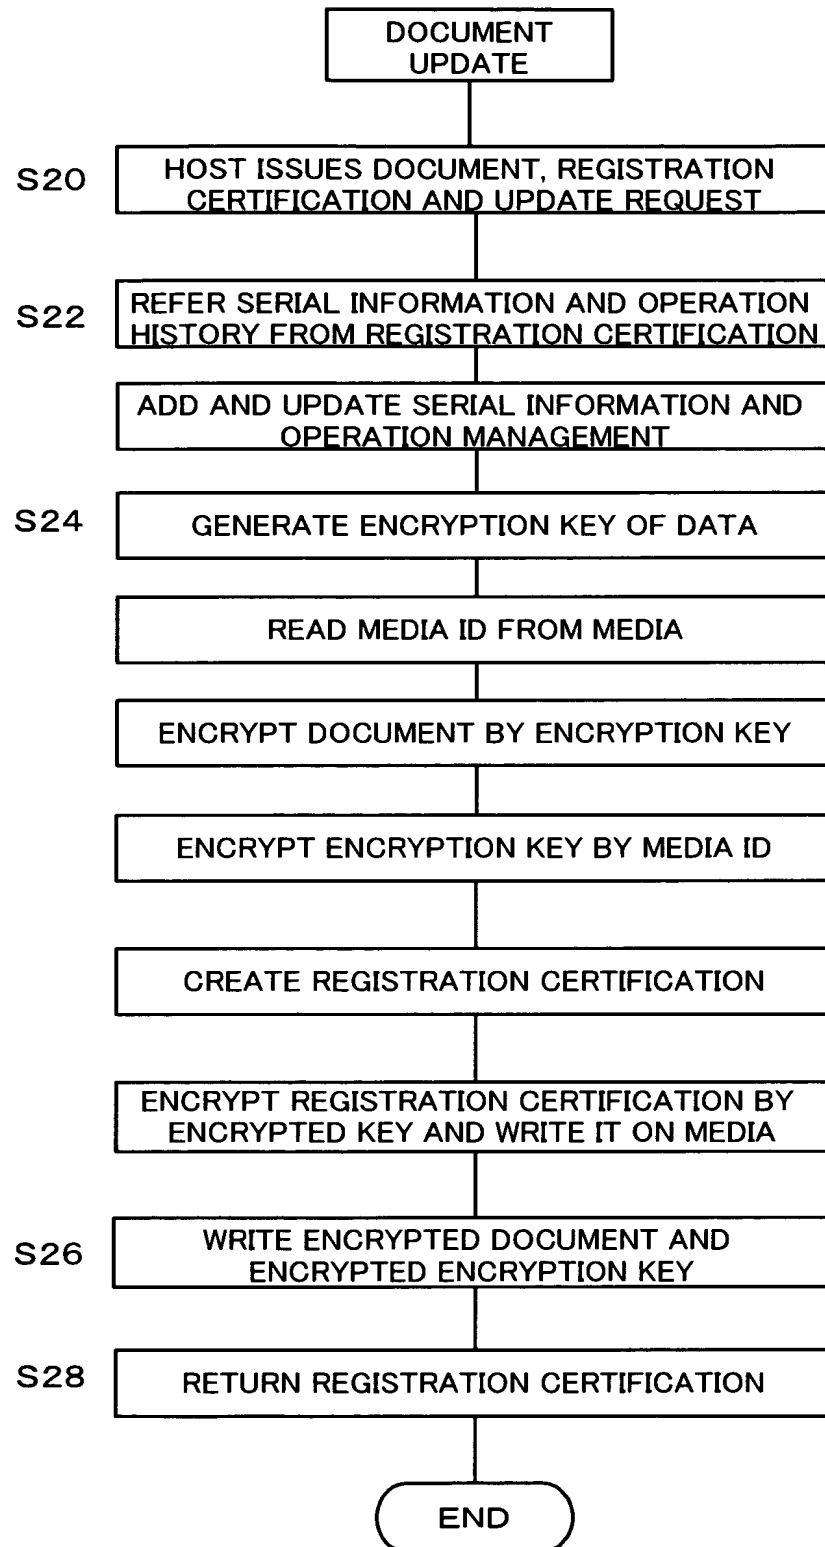 DOCUMENT
UPDATE
S20
HOST ISSUES DOCUMENT, REGISTRATION
CERTIFICATION AND UPDATE REQUEST
S22
REFER SERIAL INFORMATION AND OPERATION
HISTORY FROM REGISTRATION CERTIFICATION
ADD AND UPDATE SERIAL INFORMATION AND
OPERATION MANAGEMENT
S24
GENERATE ENCRYPTION KEY OF DATA
READ MEDIA ID FROM MEDIA
ENCRYPT DOCUMENT BY ENCRYPTION KEY
ENCRYPT ENCRYPTION KEY BY MEDIA ID
CREATE REGISTRATION CERTIFICATION
ENCRYPT REGISTRATION CERTIFICATION BY
ENCRYPTED KEY AND WRITE IT ON MEDIA
S26
WRITE ENCRYPTED DOCUMENT AND
ENCRYPTED ENCRYPTION KEY
S28
RETURN REGISTRATION CERTIFICATION
END